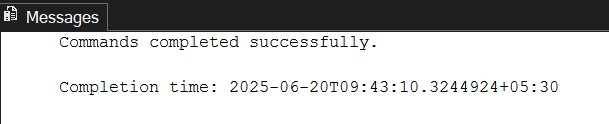 Messages
Commands completed successfully.
Completion time: 2025-06-20T09:43:10.3244924+05:30